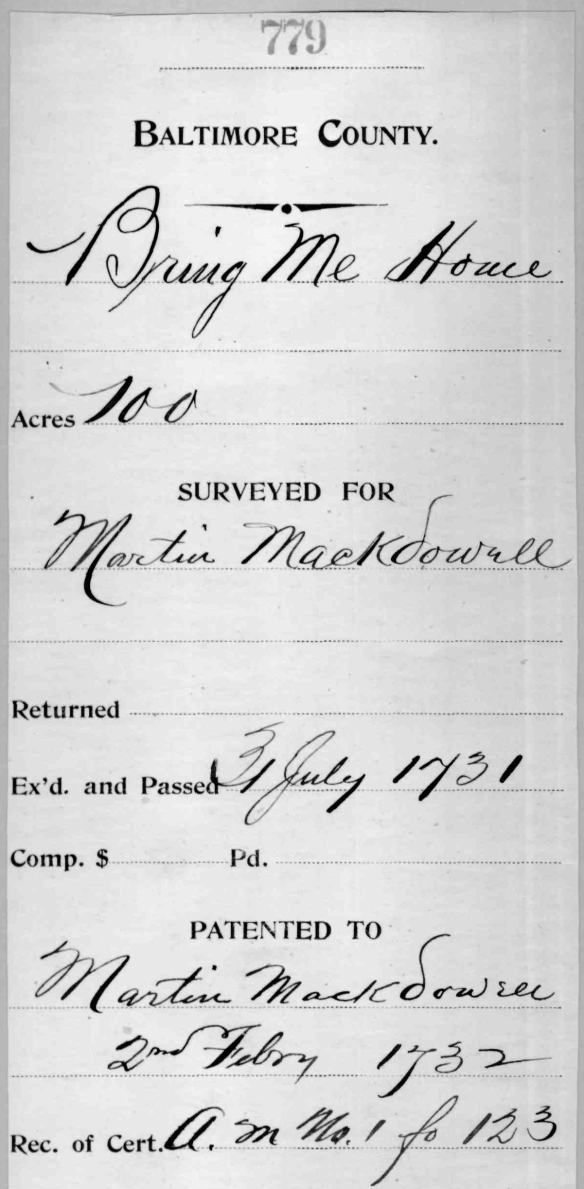 779
BALTIMORE COUNTY.
Bring Me Home
Acres 100
SURVEYED FOR
Martin Mackdowell
Returned
Ex'd. and Passed 31 July 1731
Comp. $ Pd.
PATENTED TO
Martin Mackdowell
2nd Febry 1732
Rec. of Cert. A. M No. 1 fo 123